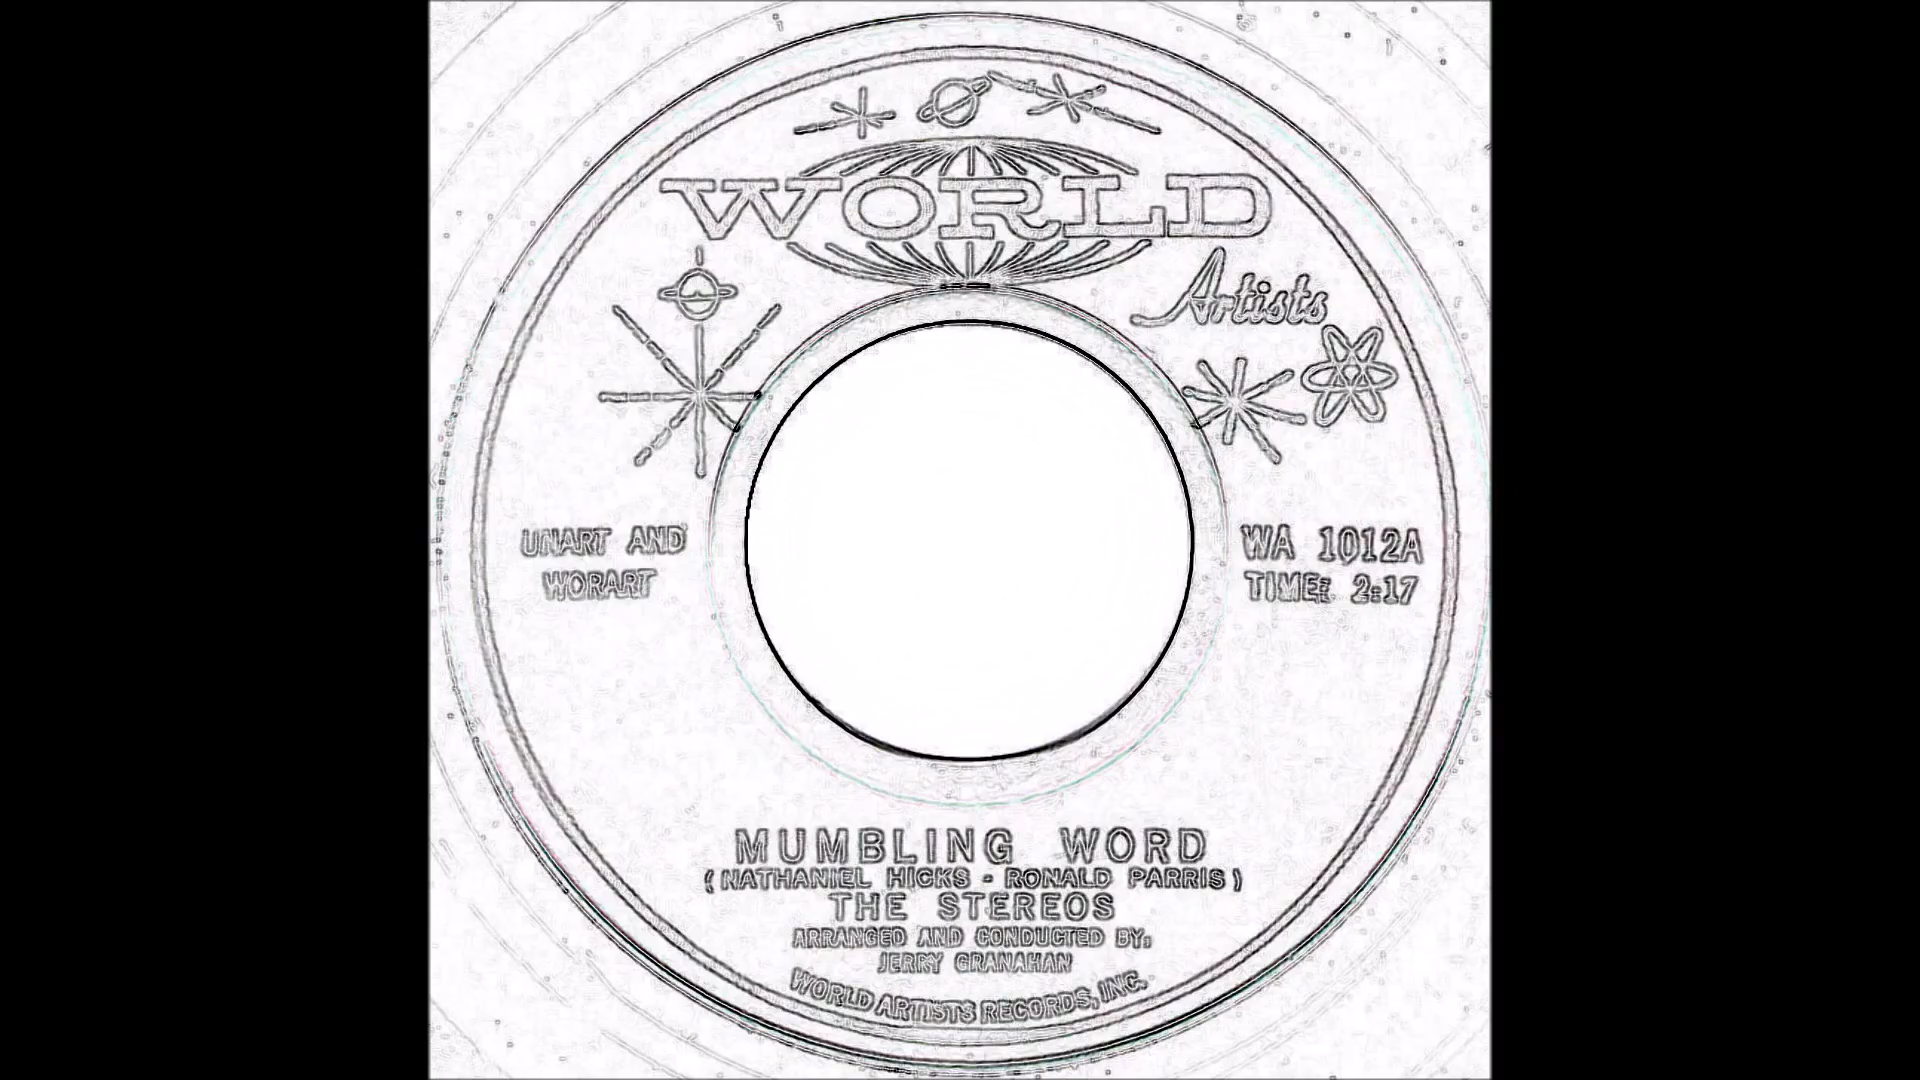 WORLD
Artists
UNART AND
WORART
WA 1012A
TIME: 2:17
MUMBLING WORD
(NATHANIEL HICKS - RONALD PARRIS)
THE STEREOS
ARRANGED AND CONDUCTED BY:
JERRY GRANAHAN
WORLD ARTISTS RECORDS, INC.